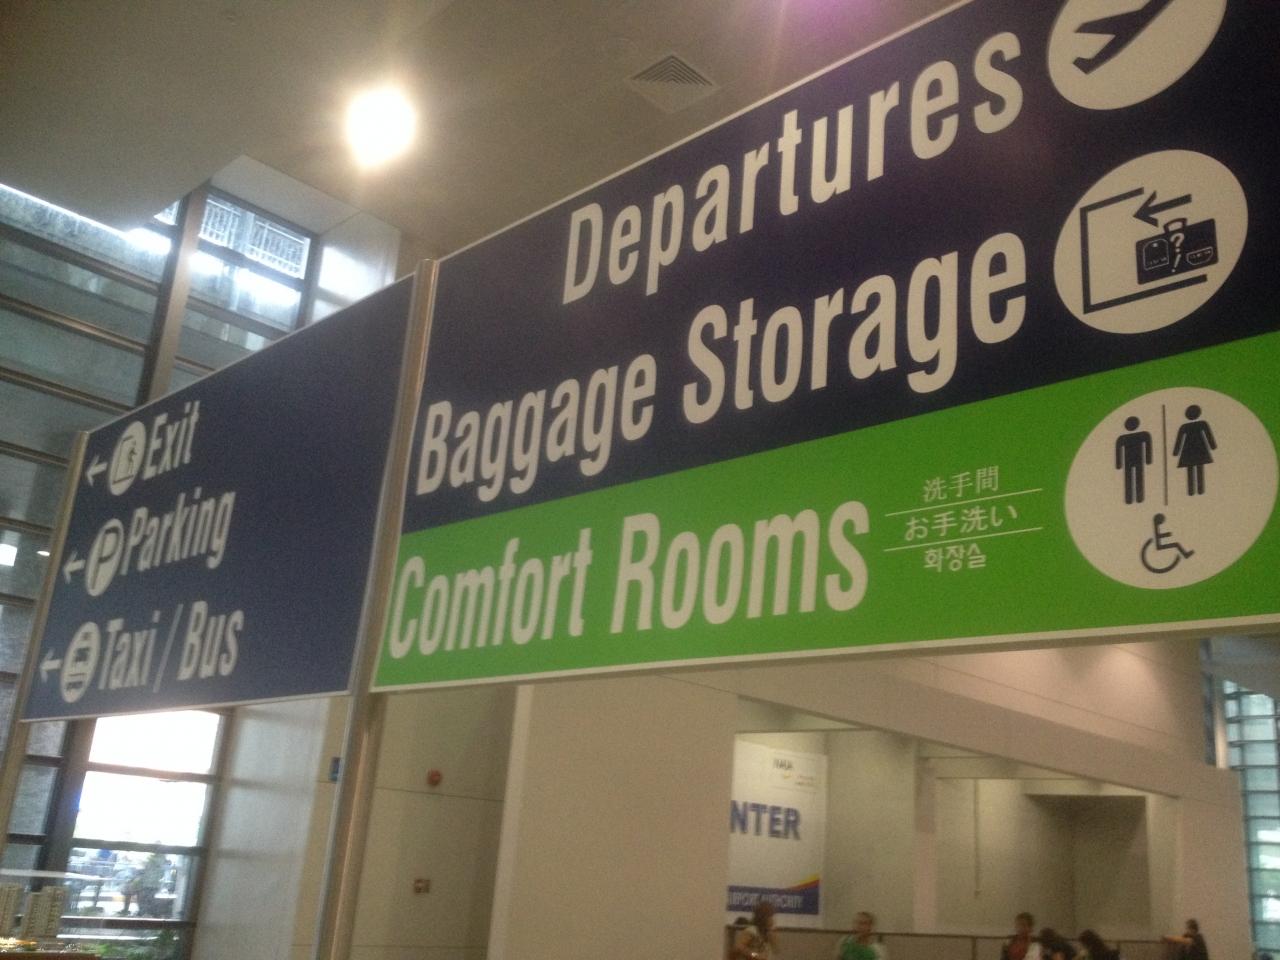 Exit
Parking
P
Taxi / Bus
Departures
Baggage Storage
?
Comfort Rooms
洗手間
お手洗い
화장실
NTER
AUTHORITY